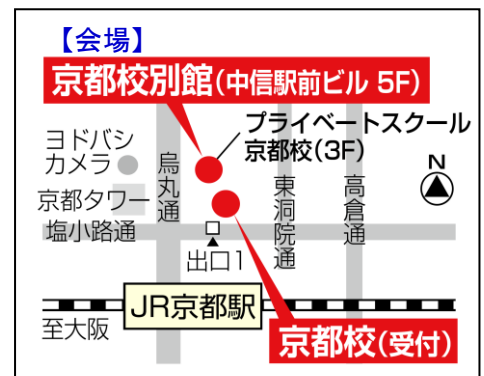 【会場】
京都校別館(中信駅前ビル 5F)
プライベートスクール
京都校(3F)
ヨドバシ
カメラ
烏丸通
N
京都タワー
東洞院通
高倉通
塩小路通
出口1
JR京都駅
至大阪
京都校(受付)